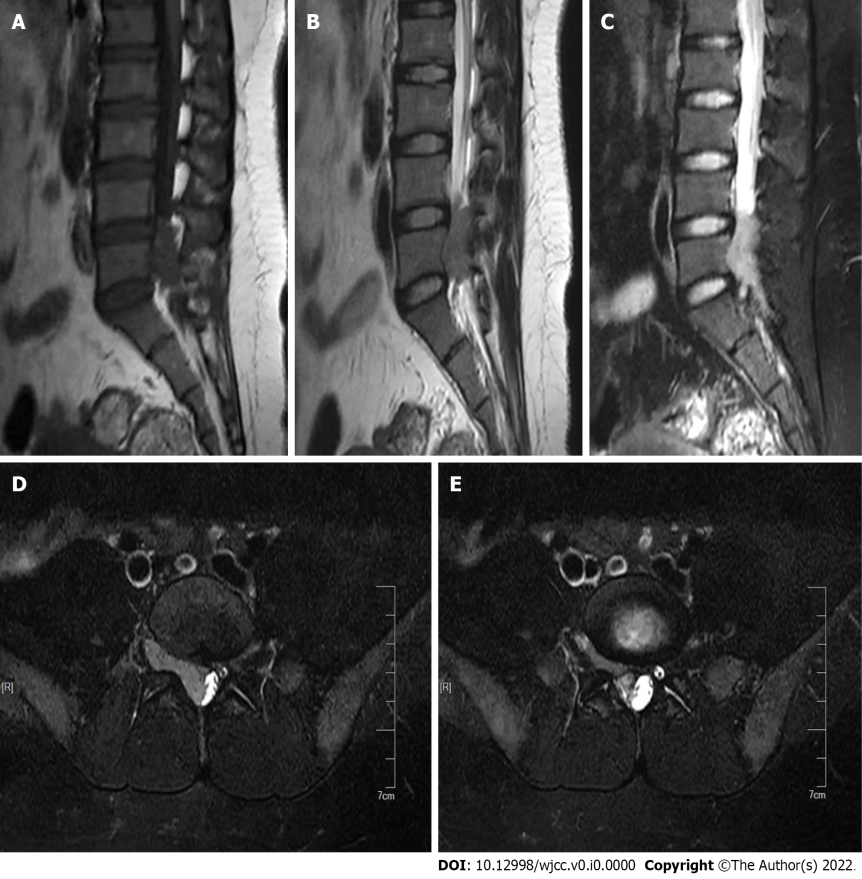 A
B
C
D
E
[R]
7cm
[R]
7cm
DOI: 10.12998/wjcc.v0.i0.0000 Copyright ©The Author(s) 2022.